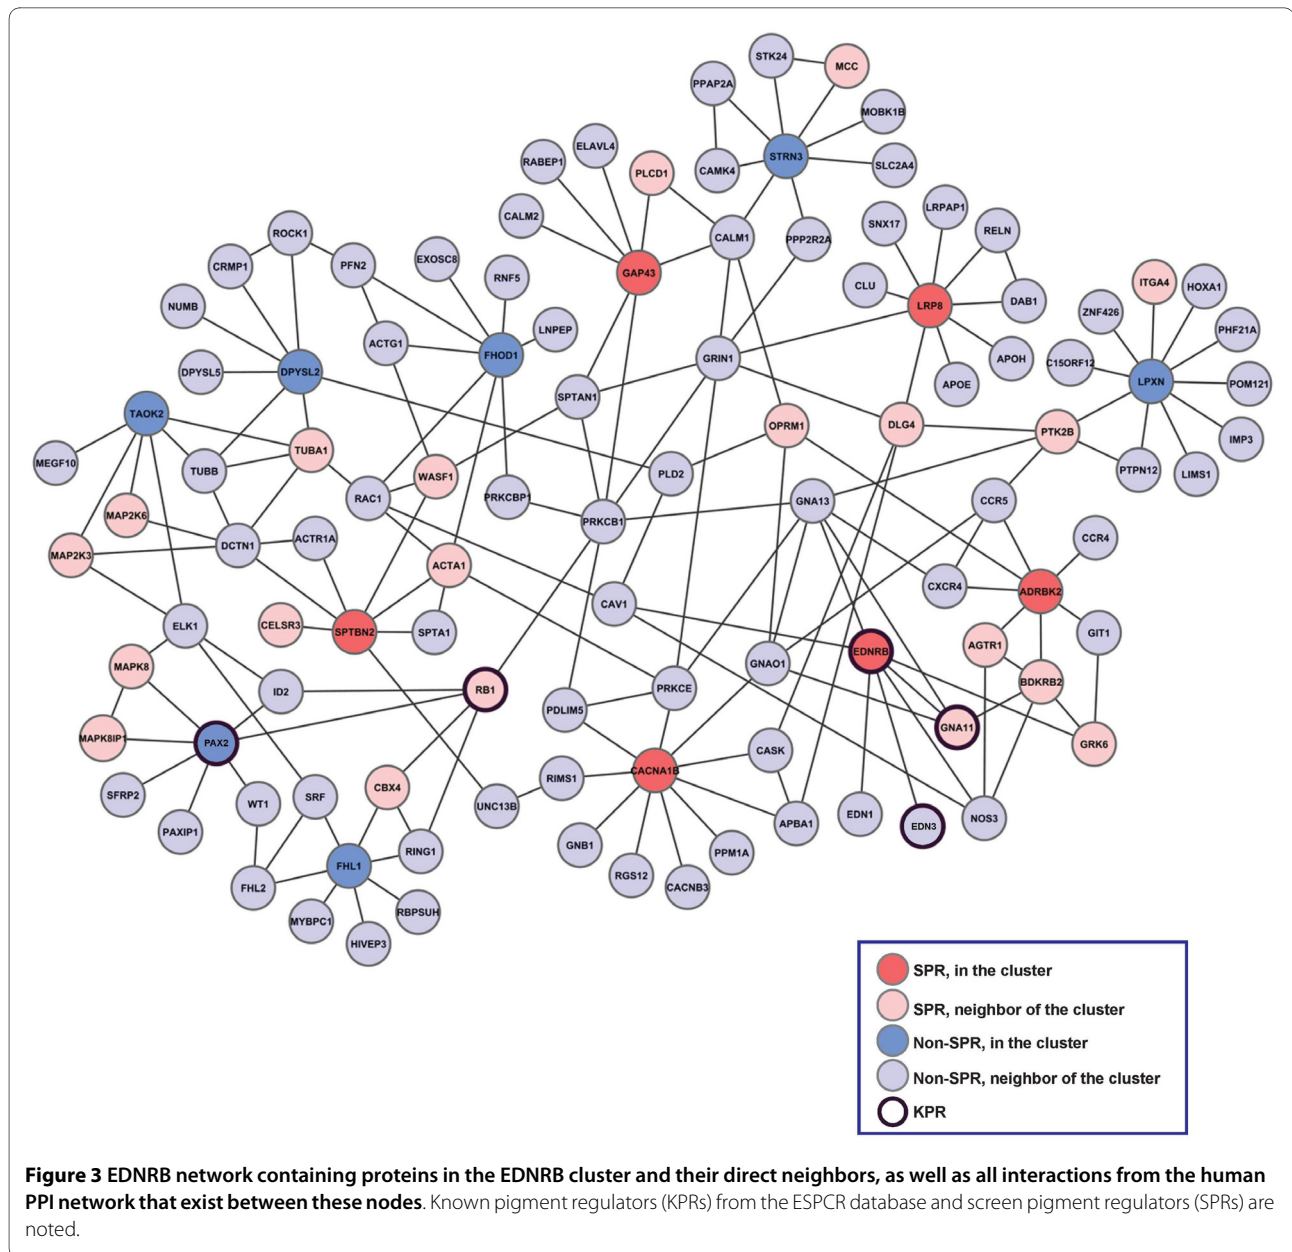 STK24
MCC
PPAP2A
MOBK1B
ELAVL4
RABEP1
PLCD1
STRN3
SLC2A4
CAMK4
LRPAP1
CALM2
SNX17
RELN
ROCK1
CALM1
PPP2R2A
CRMP1
PFN2
EXOSC8
RNF5
GAP43
CLU
DAB1
ITGA4
HOXA1
NUMB
LRP8
ZNF426
PHF21A
LNPEP
ACTG1
FHOD1
GRIN1
APOH
C15ORF12
DPYSL5
DPYSL2
APOE
LPXN
POM121
SPTAN1
TAOK2
OPRM1
DLG4
PTK2B
IMP3
MEGF10
TUBB
TUBA1
WASF1
PLD2
PTPN12
LIMS1
RAC1
PRKCBP1
GNA13
CCR5
MAP2K6
PRKCB1
MAP2K3
DCTN1
ACTR1A
CCR4
ACTA1
CXCR4
ADRBK2
CAV1
ELK1
CELSR3
SPTBN2
SPTA1
GIT1
MAPK8
EDNRB
AGTR1
GNAO1
BDKRB2
ID2
RB1
PRKCE
PDLIM5
MAPK8IP1
PAX2
GNA11
GRK6
CASK
CACNA1B
RIMS1
SFRP2
WT1
SRF
CBX4
UNC13B
PAXIP1
EDN1
EDN3
NOS3
APBA1
GNB1
PPM1A
RING1
FHL1
FHL2
RGS12
CACNB3
MYBPC1
RBPSUH
HIVEP3
SPR, in the cluster
SPR, neighbor of the cluster
Non-SPR, in the cluster
Non-SPR, neighbor of the cluster
KPR
Figure 3 EDNRB network containing proteins in the EDNRB cluster and their direct neighbors, as well as all interactions from the human
PPI network that exist between these nodes. Known pigment regulators (KPRs) from the ESPCR database and screen pigment regulators (SPRs) are
noted.